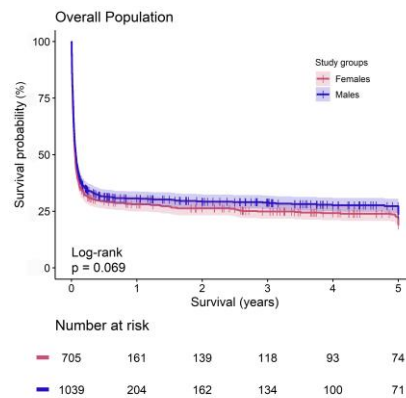 Overall Population
100
75
50
25
0
Survival probability (%)
Study groups
Females
Males
Log-rank
p = 0.069
0 1 2 3 4 5
Survival (years)
Number at risk
705 161 139 118 93 74
1039 204 162 134 100 71